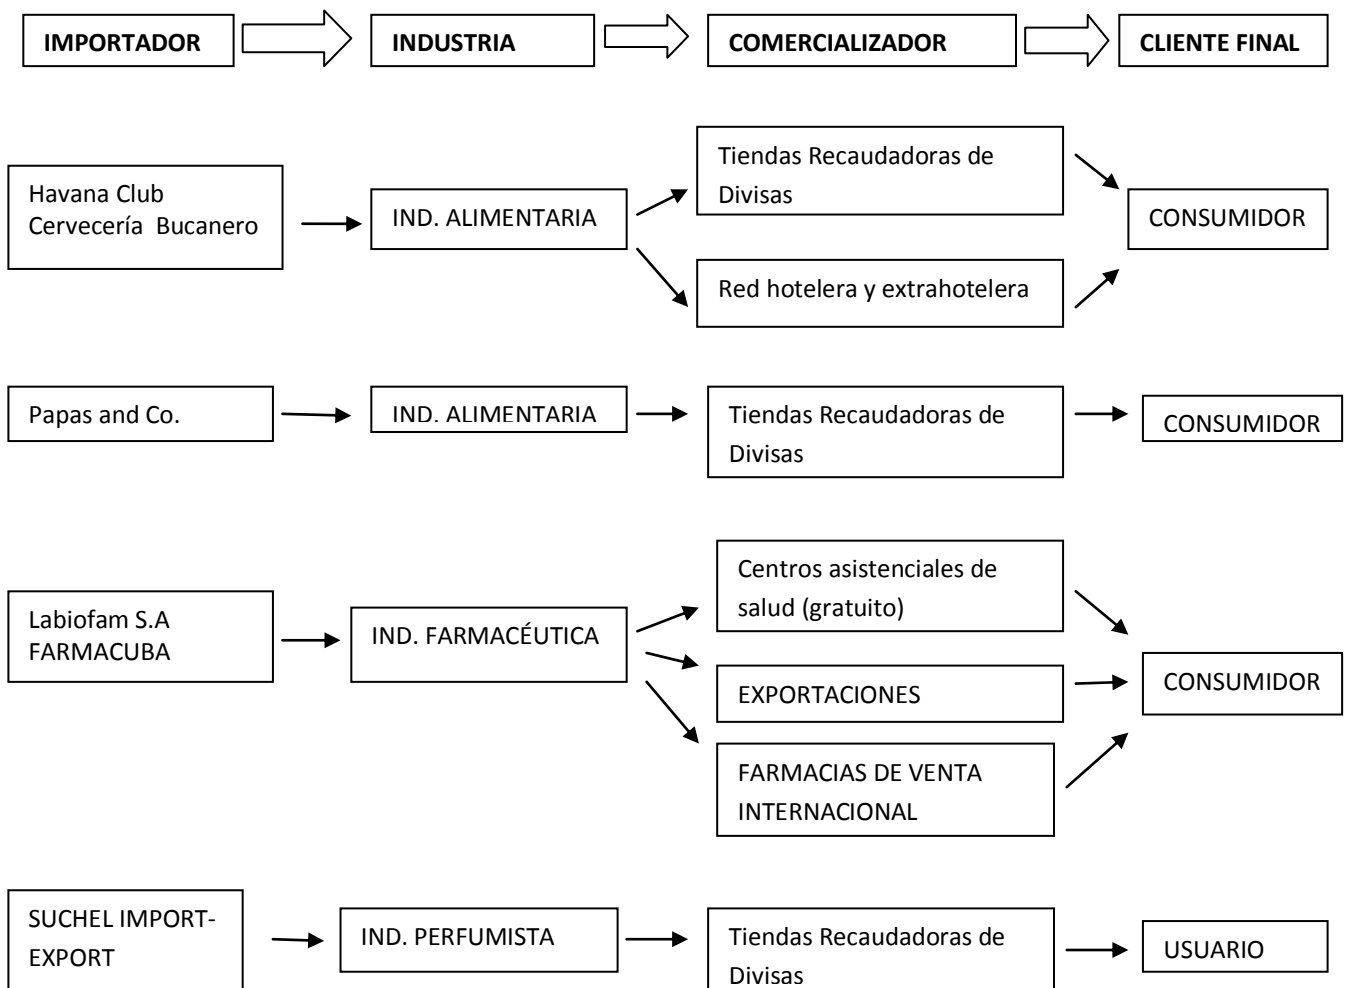 IMPORTADOR
INDUSTRIA
COMERCIALIZADOR
CLIENTE FINAL
Havana Club
Cervecería Bucanero
IND. ALIMENTARIA
Tiendas Recaudadoras de
Divisas
Red hotelera y extrahotelera
CONSUMIDOR
Papas and Co.
IND. ALIMENTARIA
Tiendas Recaudadoras de
Divisas
CONSUMIDOR
Labiofam S.A
FARMACUBA
IND. FARMACÉUTICA
Centros asistenciales de
salud (gratuito)
EXPORTACIONES
FARMACIAS DE VENTA
INTERNACIONAL
CONSUMIDOR
SUCHEL IMPORT-
EXPORT
IND. PERFUMISTA
Tiendas Recaudadoras de
Divisas
USUARIO